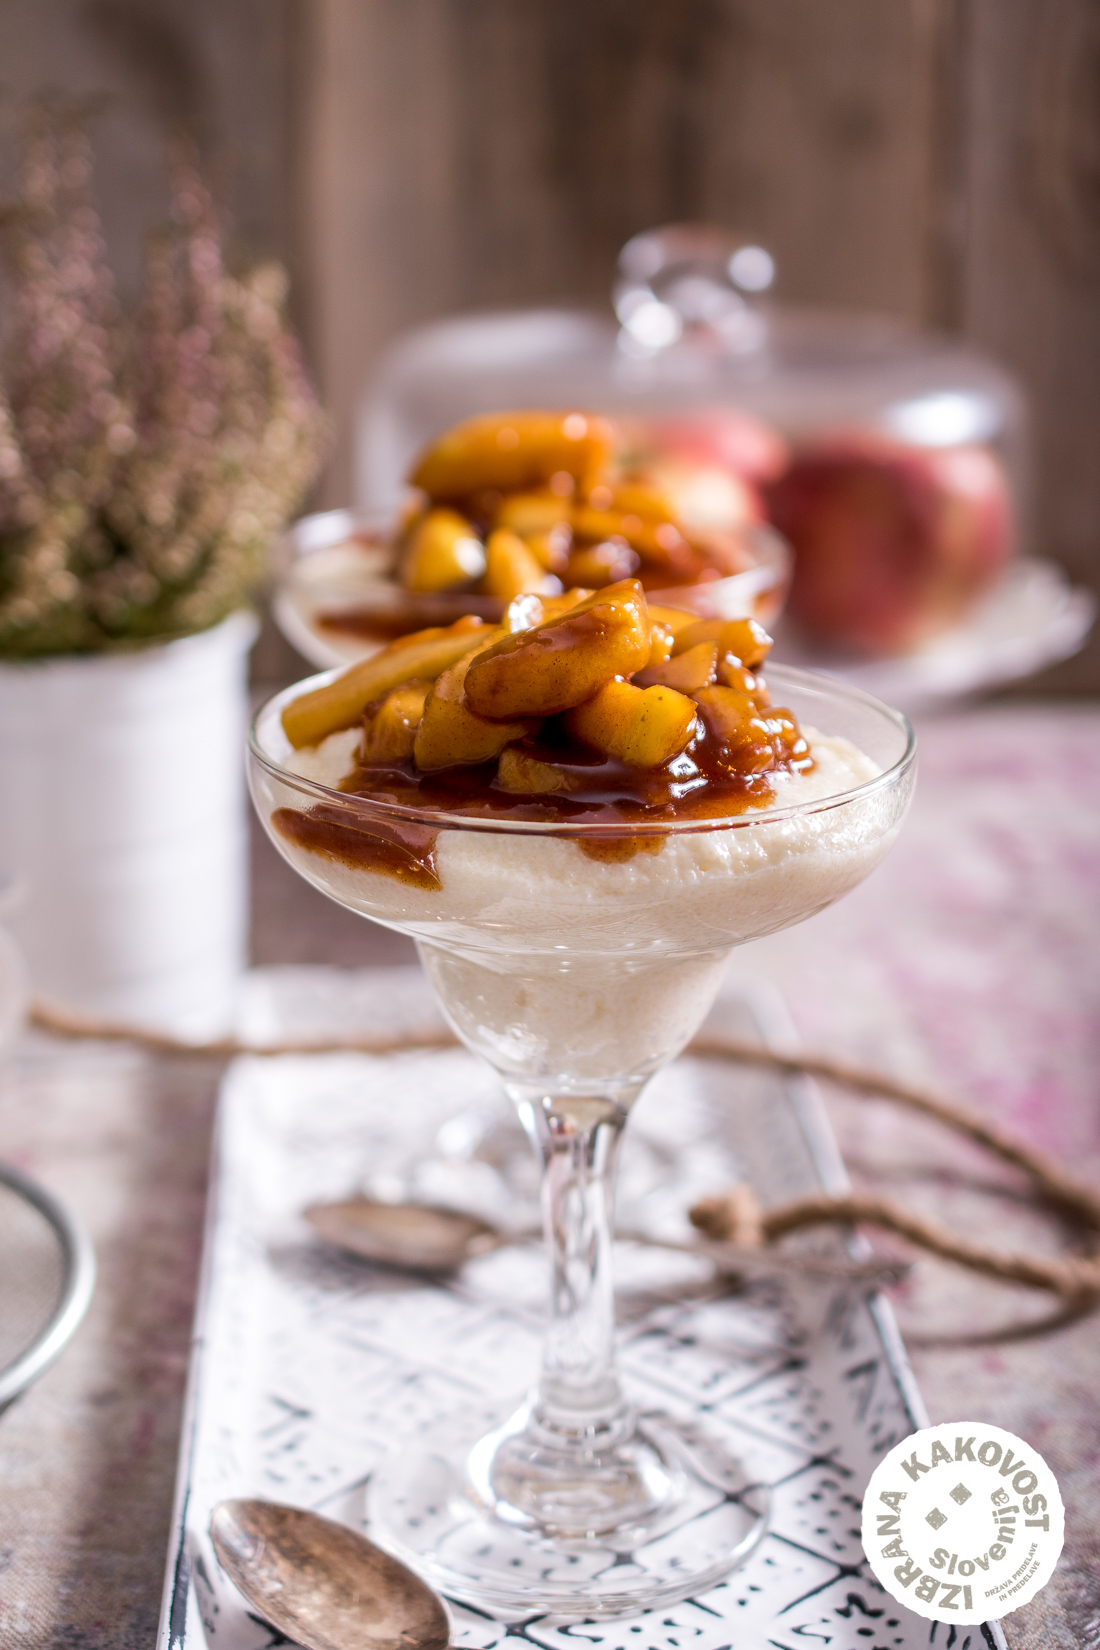 IZBRANA KAKOVOST
Slovenija
DRŽAVA PRIDELAVE
IN PREDELAVE